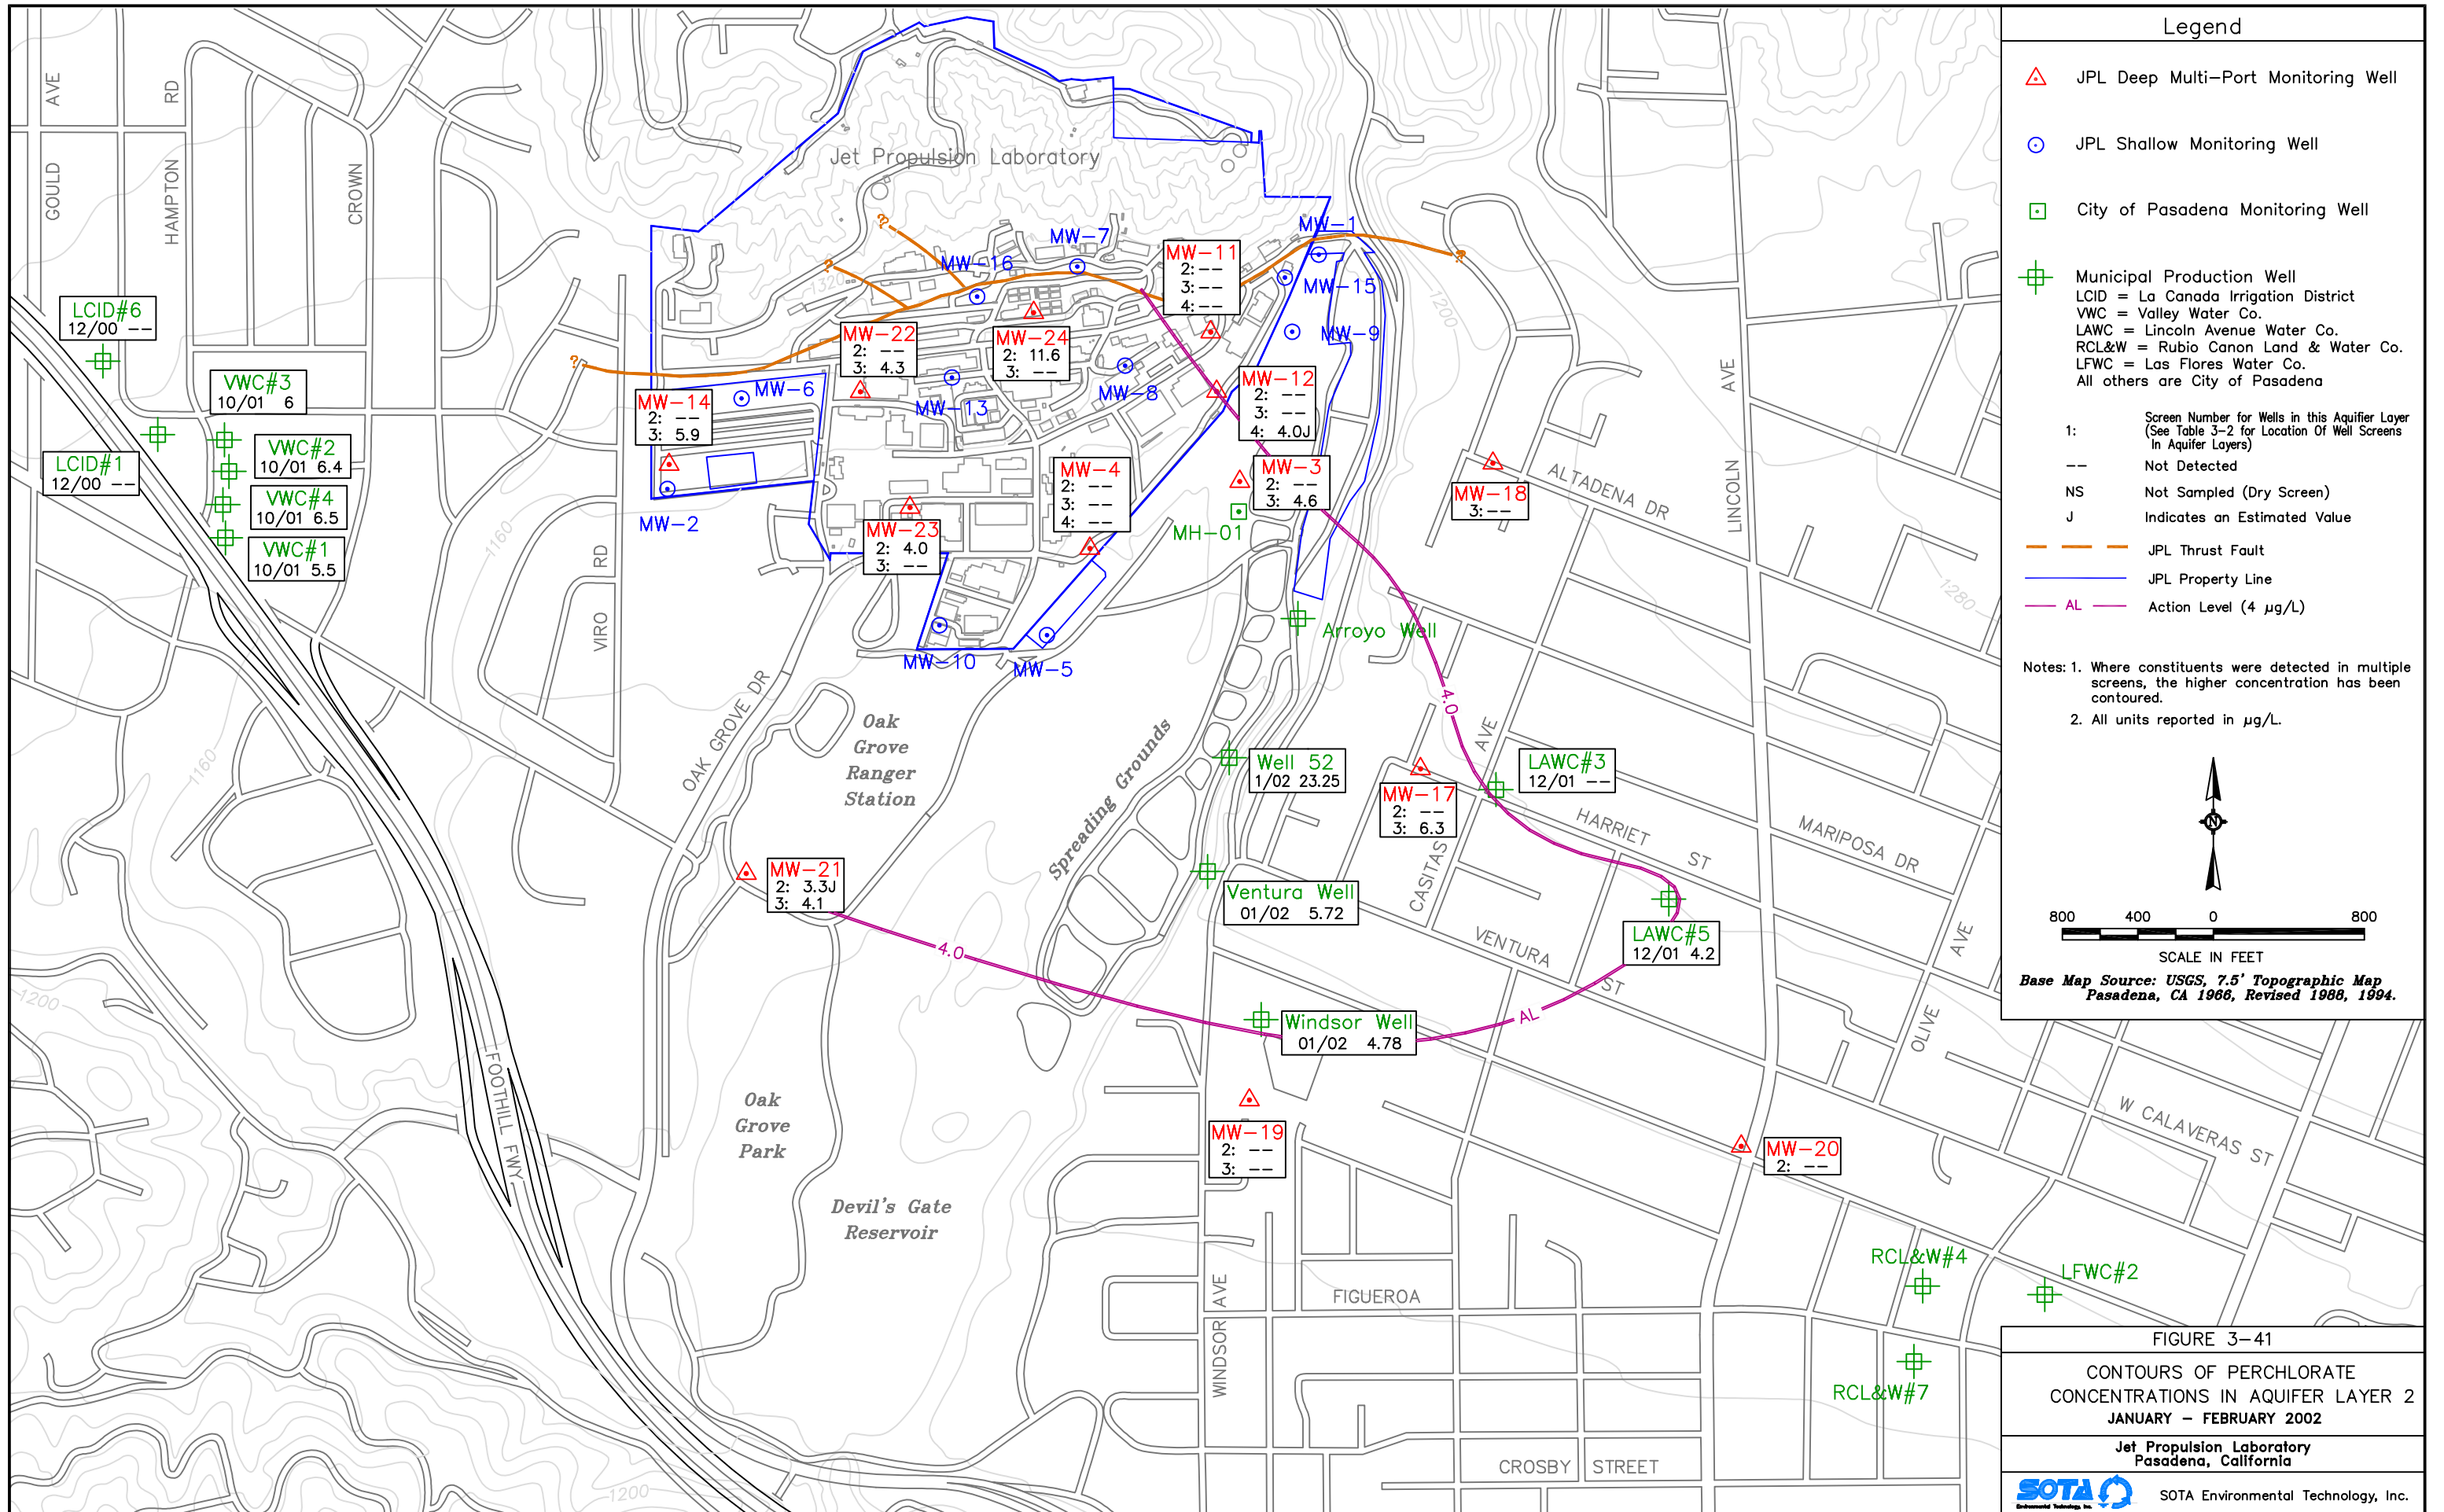 Legend
JPL Deep Multi-Port Monitoring Well
JPL Shallow Monitoring Well
City of Pasadena Monitoring Well
Municipal Production Well
LCID = La Canada Irrigation District
VWC = Valley Water Co.
LAWC = Lincoln Avenue Water Co.
RCL&W = Rubio Canon Land & Water Co.
LFWC = Las Flores Water Co.
All others are City of Pasadena
1:
Screen Number for Wells in this Aquifier Layer
(See Table 3-2 for Location Of Well Screens
In Aquifer Layers)
-- Not Detected
NS Not Sampled (Dry Screen)
J Indicates an Estimated Value
JPL Thrust Fault
JPL Property Line
AL Action Level (4 µg/L)
Notes: 1. Where constituents were detected in multiple
screens, the higher concentration has been
contoured.
2. All units reported in µg/L.
N
800 400 0 800
SCALE IN FEET
Base Map Source: USGS, 7.5' Topographic Map
Pasadena, CA 1966, Revised 1988, 1994.
FIGURE 3-41
CONTOURS OF PERCHLORATE
CONCENTRATIONS IN AQUIFER LAYER 2
JANUARY - FEBRUARY 2002
Jet Propulsion Laboratory
Pasadena, California
SOTA
Environmental Technology, Inc.
SOTA Environmental Technology, Inc.
GOULD AVE
HAMPTON RD
CROWN
Jet Propulsion Laboratory
LCID#6
12/00 --
VWC#3
10/01 6
VWC#2
10/01 6.4
LCID#1
12/00 --
VWC#4
10/01 6.5
VWC#1
10/01 5.5
?
?
?
?
1320
MW-16
MW-7
MW-11
2: --
3: --
4: --
MW-1
MW-15
MW-9
1200
MW-22
2: --
3: 4.3
MW-24
2: 11.6
3: --
MW-8
MW-13
MW-6
MW-14
2: --
3: 5.9
MW-2
MW-12
2: --
3: --
4: 4.0J
MW-3
2: --
3: 4.6
MW-4
2: --
3: --
4: --
MH-01
MW-23
2: 4.0
3: --
MW-10
MW-5
MW-18
3: --
ALTADENA DR
LINCOLN AVE
1280
1160
VIRO RD
OAK GROVE DR
Oak
Grove
Ranger
Station
Spreading Grounds
Arroyo Well
4.0
Well 52
1/02 23.25
MW-17
2: --
3: 6.3
LAWC#3
12/01 --
CASITAS AVE
HARRIET ST
MARIPOSA DR
1160
MW-21
2: 3.3J
3: 4.1
4.0
Ventura Well
01/02 5.72
VENTURA ST
LAWC#5
12/01 4.2
AL
Windsor Well
01/02 4.78
OLIVE AVE
1200
FOOTHILL FWY
Oak
Grove
Park
Devil's Gate
Reservoir
MW-19
2: --
3: --
MW-20
2: --
W CALAVERAS ST
RCL&W#4
LFWC#2
RCL&W#7
WINDSOR AVE
FIGUEROA
CROSBY STREET
1200